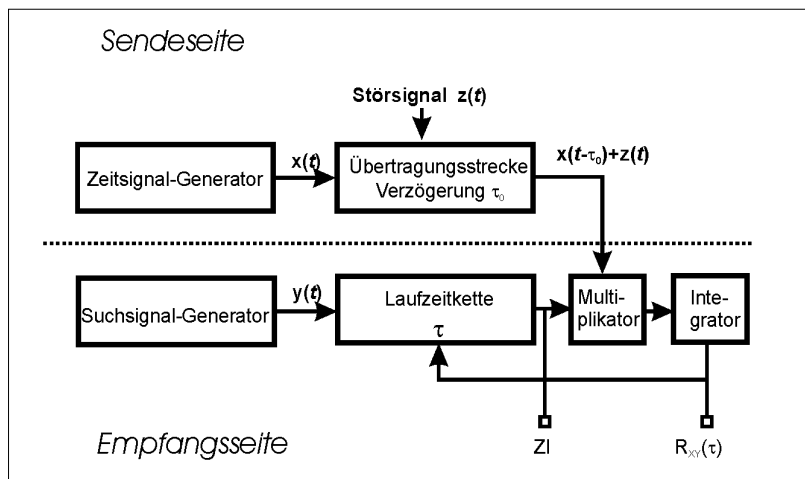 Sendeseite
Störsignal z(t)
x(t)
x(t-τ₀)+z(t)
Zeitsignal-Generator
Übertragungsstrecke
Verzögerung τ₀
y(t)
Suchsignal-Generator
Laufzeitkette
τ
Multi-
plikator
Inte-
grator
Empfangsseite
ZI
R_XY(τ)